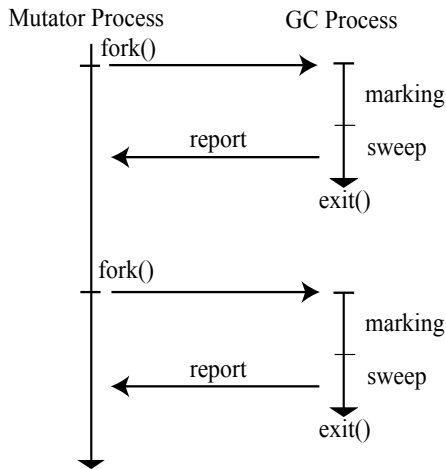 Mutator Process
GC Process
fork()
marking
report
sweep
exit()
fork()
marking
report
sweep
exit()